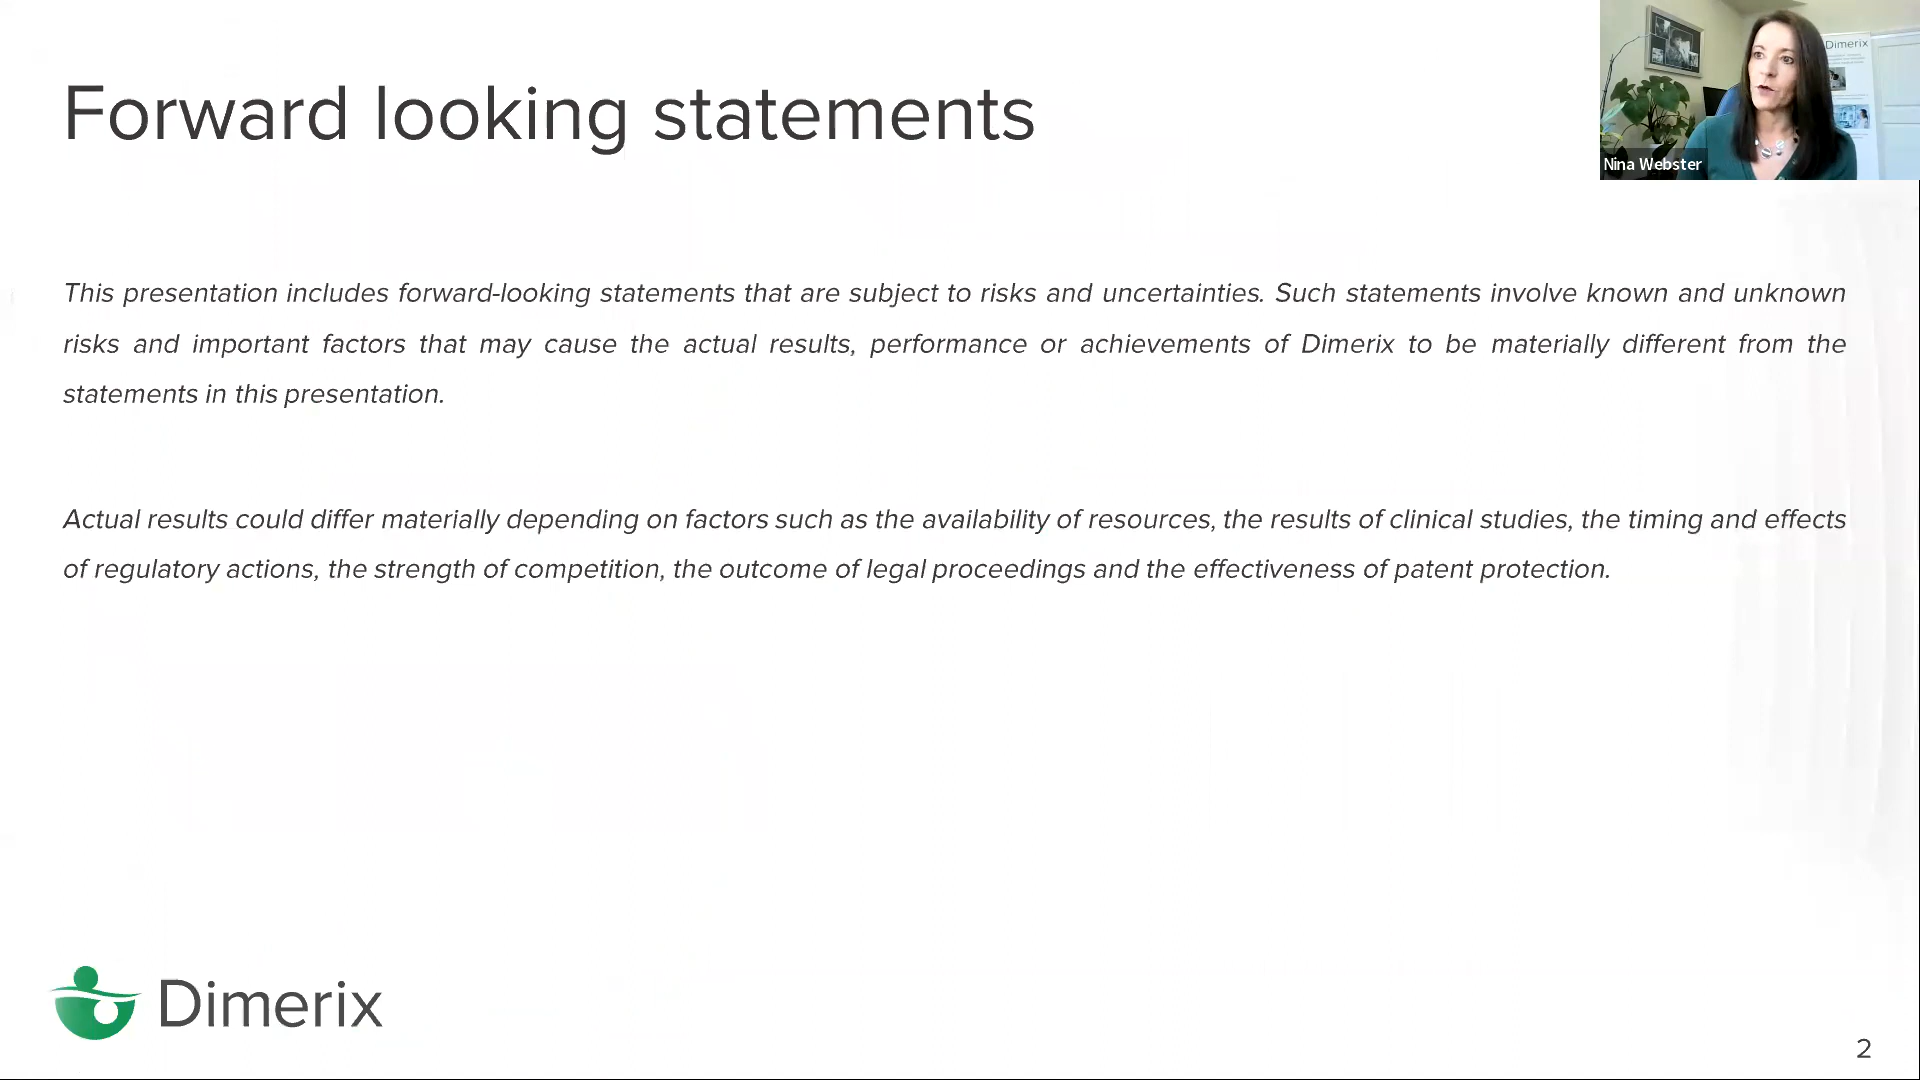 Forward looking statements
Dimerix
Nina Webster
This presentation includes forward-looking statements that are subject to risks and uncertainties. Such statements involve known and unknown
risks and important factors that may cause the actual results, performance or achievements of Dimerix to be materially different from the
statements in this presentation.
Actual results could differ materially depending on factors such as the availability of resources, the results of clinical studies, the timing and effects
of regulatory actions, the strength of competition, the outcome of legal proceedings and the effectiveness of patent protection.
Dimerix
2